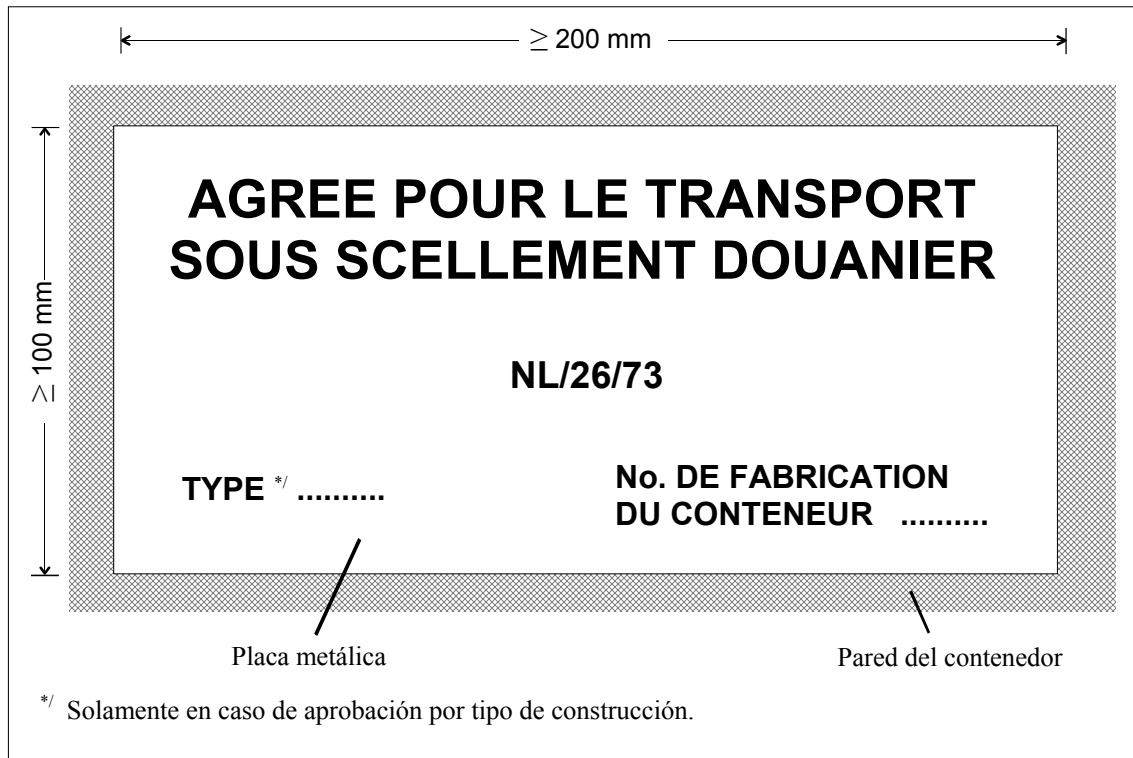 ≥ 200 mm
≥ 100 mm
AGREE POUR LE TRANSPORT
SOUS SCELLEMENT DOUANIER
NL/26/73
TYPE */ ..........
No. DE FABRICATION
DU CONTENEUR ..........
Placa metálica
Pared del contenedor
*/ Solamente en caso de aprobación por tipo de construcción.